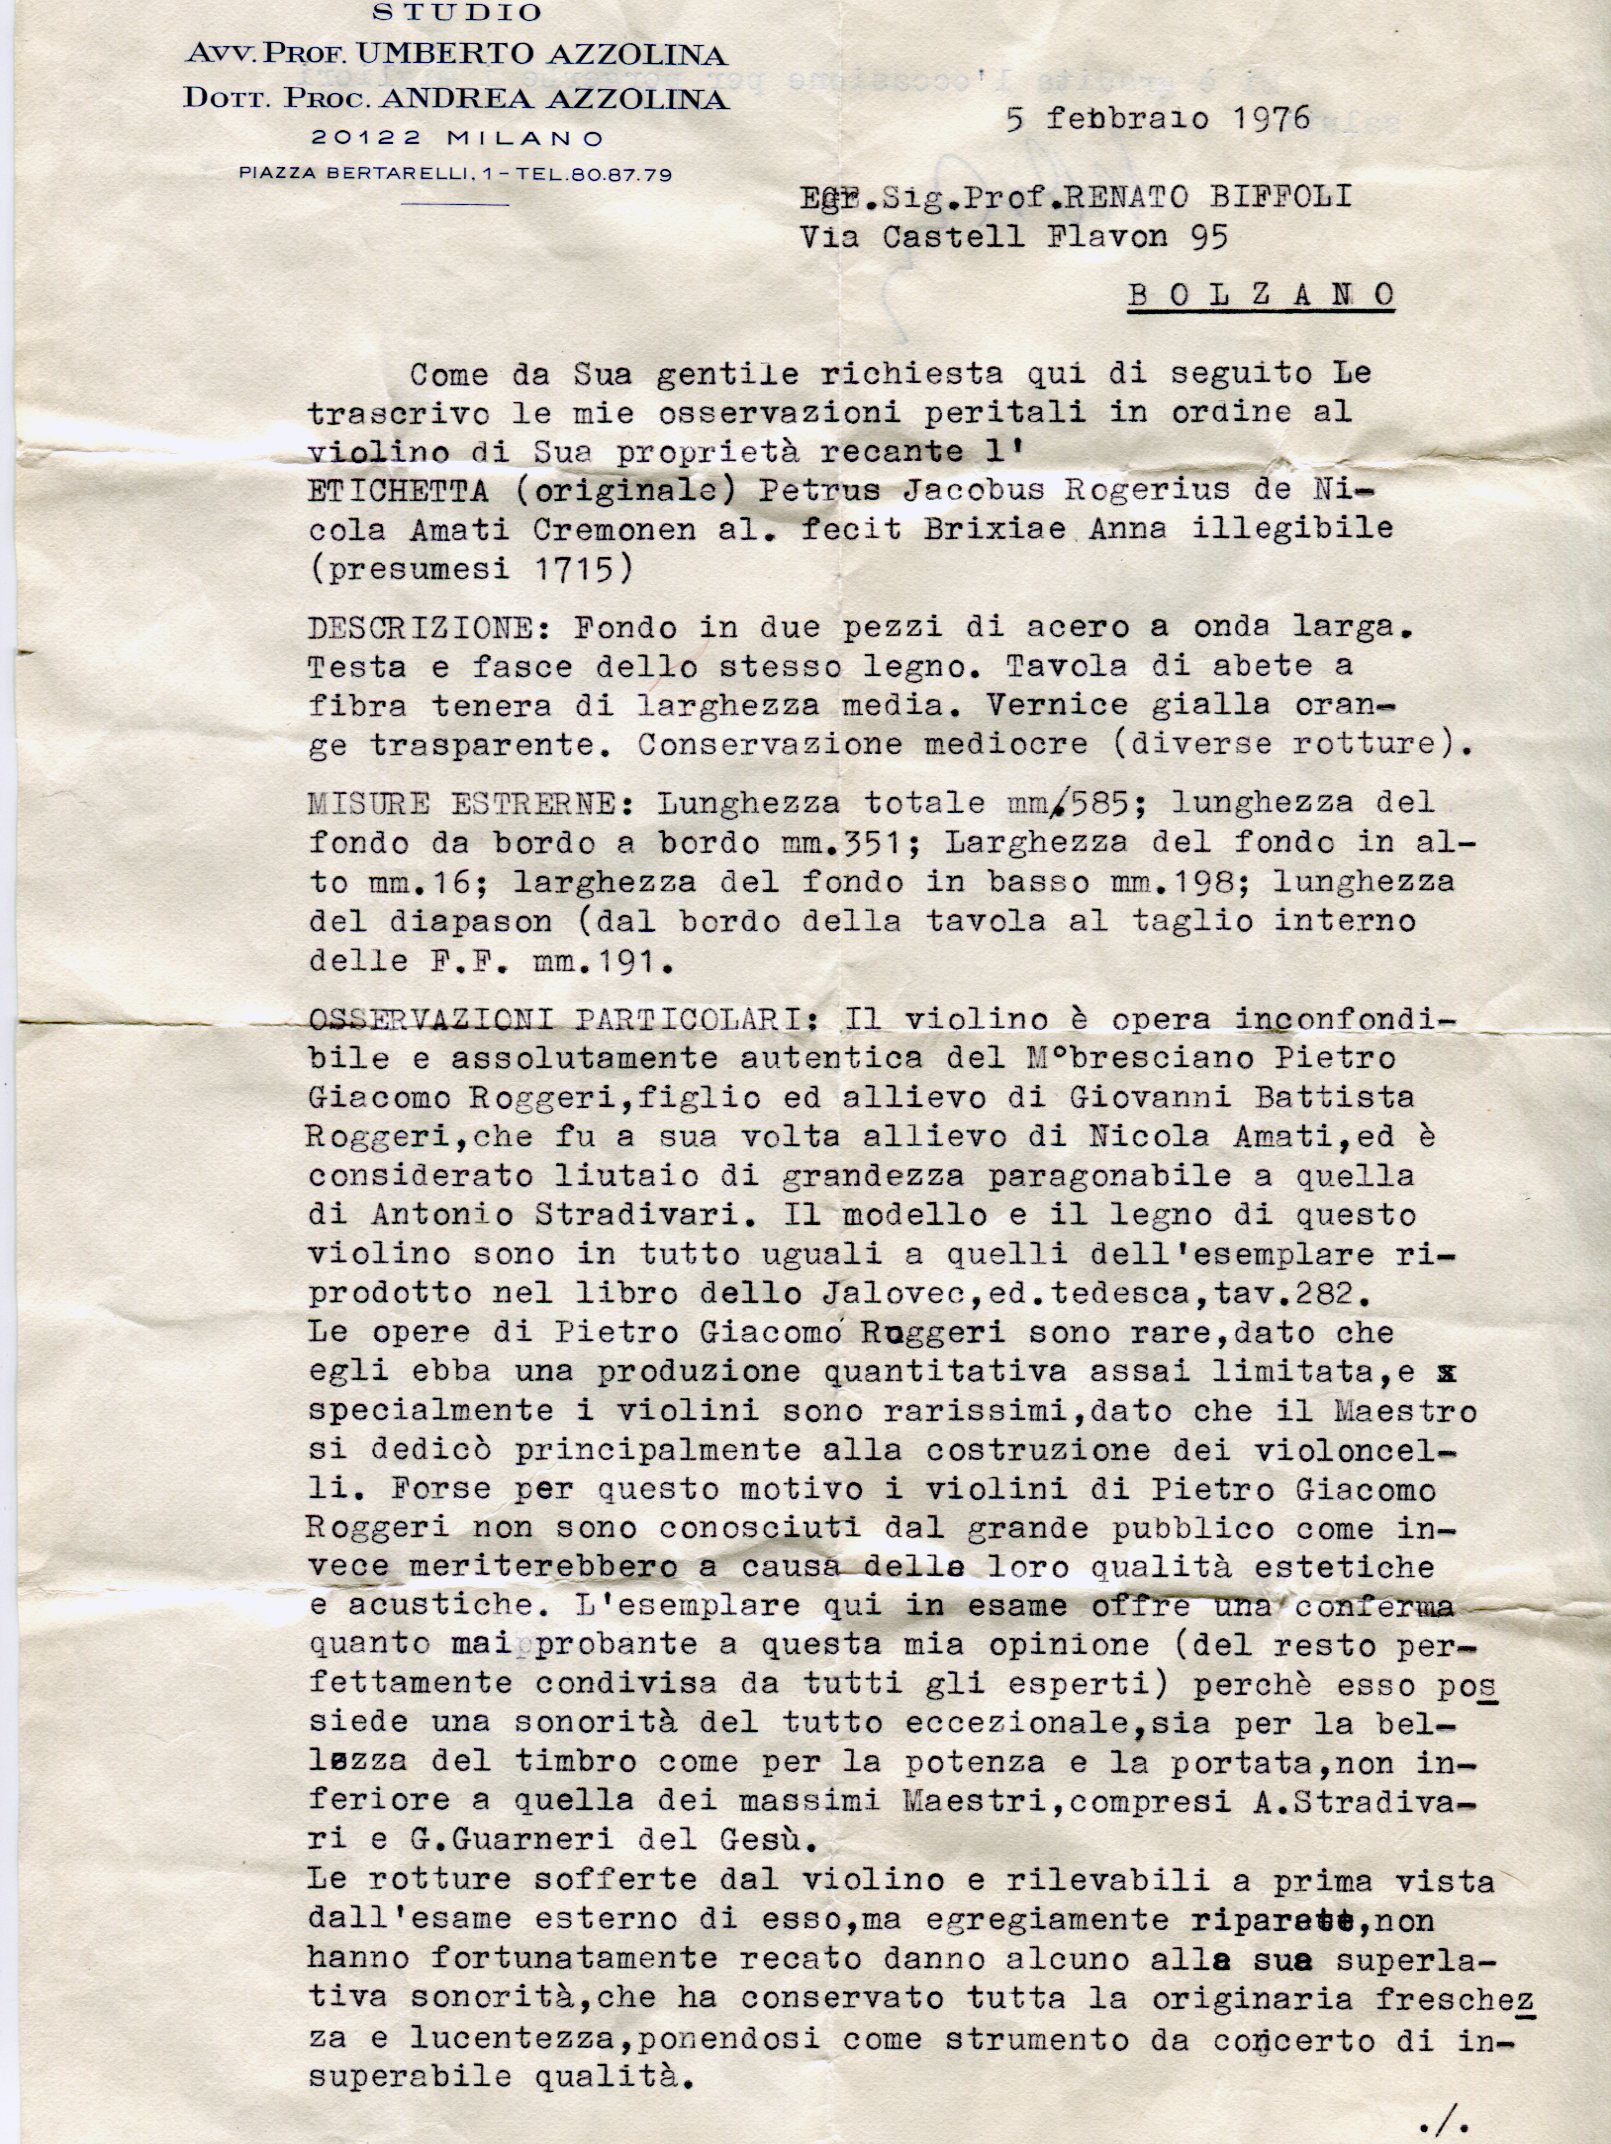 STUDIO
AVV. PROF. UMBERTO AZZOLINA
DOTT. PROC. ANDREA AZZOLINA
20122 MILANO
PIAZZA BERTARELLI, 1 - TEL. 80.87.79
5 febbraio 1976
Egr.Sig.Prof.RENATO BIFFOLI
Via Castell Flavon 95
B O L Z A N O
Come da Sua gentile richiesta qui di seguito Le
trascrivo le mie osservazioni peritali in ordine al
violino di Sua proprietà recante l'
ETICHETTA (originale) Petrus Jacobus Rogerius de Ni-
cola Amati Cremonen al. fecit Brixiae Anna illegibile
(presumesi 1715)
DESCRIZIONE: Fondo in due pezzi di acero a onda larga.
Testa e fasce dello stesso legno. Tavola di abete a
fibra tenera di larghezza media. Vernice gialla oran-
ge trasparente. Conservazione mediocre (diverse rotture).
MISURE ESTRERNE: Lunghezza totale mm.585; lunghezza del
fondo da bordo a bordo mm.351; Larghezza del fondo in al-
to mm.16; larghezza del fondo in basso mm.198; lunghezza
del diapason (dal bordo della tavola al taglio interno
delle F.F. mm.191.
OSSERVAZIONI PARTICOLARI: Il violino è opera inconfondi-
bile e assolutamente autentica del M°bresciano Pietro
Giacomo Roggeri,figlio ed allievo di Giovanni Battista
Roggeri,che fu a sua volta allievo di Nicola Amati,ed è
considerato liutaio di grandezza paragonabile a quella
di Antonio Stradivari. Il modello e il legno di questo
violino sono in tutto uguali a quelli dell'esemplare ri-
prodotto nel libro dello Jalovec,ed.tedesca,tav.282.
Le opere di Pietro Giacomo Roggeri sono rare,dato che
egli ebba una produzione quantitativa assai limitata,e x
specialmente i violini sono rarissimi,dato che il Maestro
si dedicò principalmente alla costruzione dei violoncel-
li. Forse per questo motivo i violini di Pietro Giacomo
Roggeri non sono conosciuti dal grande pubblico come in-
vece meriterebbero a causa delle loro qualità estetiche
e acustiche. L'esemplare qui in esame offre una conferma
quanto mai probante a questa mia opinione (del resto per-
fettamente condivisa da tutti gli esperti) perchè esso pos
siede una sonorità del tutto eccezionale,sia per la bel-
lezza del timbro come per la potenza e la portata,non in-
feriore a quella dei massimi Maestri,compresi A.Stradiva-
ri e G.Guarneri del Gesù.
Le rotture sofferte dal violino e rilevabili a prima vista
dall'esame esterno di esso,ma egregiamente riparate,non
hanno fortunatamente recato danno alcuno alla sua superla-
tiva sonorità,che ha conservato tutta la originaria freschez
za e lucentezza,ponendosi come strumento da concerto di in-
superabile qualità.
./.